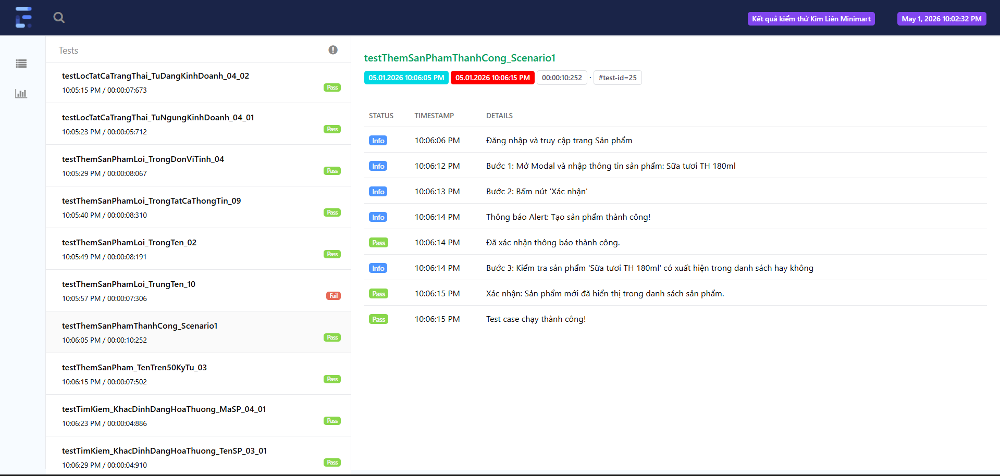 Kết quả kiểm thử Kim Liên Minimart
May 1, 2026 10:02:32 PM
Tests
testLocTatCaTrangThai_TuDangKinhDoanh_04_02
10:05:15 PM / 00:00:07:673
Pass
testLocTatCaTrangThai_TuNgungKinhDoanh_04_01
10:05:23 PM / 00:00:05:712
Pass
testThemSanPhamLoi_TrongDonViTinh_04
10:05:29 PM / 00:00:08:067
Pass
testThemSanPhamLoi_TrongTatCaThongTin_09
10:05:40 PM / 00:00:08:310
Pass
testThemSanPhamLoi_TrongTen_02
10:05:49 PM / 00:00:08:191
Pass
testThemSanPhamLoi_TrungTen_10
10:05:57 PM / 00:00:07:306
Fail
testThemSanPhamThanhCong_Scenario1
10:06:05 PM / 00:00:10:252
Pass
testThemSanPham_TenTren50KyTu_03
10:06:15 PM / 00:00:07:502
Pass
testTimKiem_KhacDinhDangHoaThuong_MaSP_04_01
10:06:23 PM / 00:00:04:886
Pass
testTimKiem_KhacDinhDangHoaThuong_TenSP_03_01
10:06:29 PM / 00:00:04:910
Pass
testThemSanPhamThanhCong_Scenario1
05.01.2026 10:06:05 PM 05.01.2026 10:06:15 PM 00:00:10:252 · #test-id=25
STATUS TIMESTAMP DETAILS
Info 10:06:06 PM Đăng nhập và truy cập trang Sản phẩm
Info 10:06:12 PM Bước 1: Mở Modal và nhập thông tin sản phẩm: Sữa tươi TH 180ml
Info 10:06:13 PM Bước 2: Bấm nút 'Xác nhận'
Info 10:06:14 PM Thông báo Alert: Tạo sản phẩm thành công!
Pass 10:06:14 PM Đã xác nhận thông báo thành công.
Info 10:06:14 PM Bước 3: Kiểm tra sản phẩm 'Sữa tươi TH 180ml' có xuất hiện trong danh sách hay không
Pass 10:06:15 PM Xác nhận: Sản phẩm mới đã hiển thị trong danh sách sản phẩm.
Pass 10:06:15 PM Test case chạy thành công!